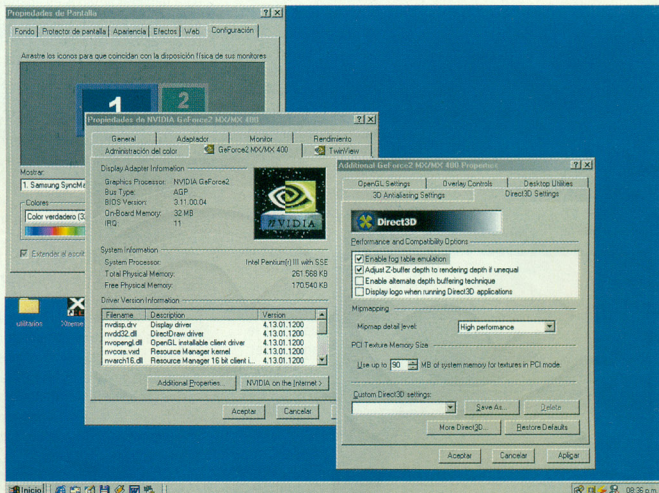 Propiedades de Pantalla
Fondo Protector de pantalla Apariencia Efectos Web Configuración
Arrastre los iconos para que coincidan con la disposición física de sus monitores
1 2
Mostrar:
1. Samsung SyncMa
Colores
Color verdadero (3
Extender al escrit
Propiedades de NVIDIA GeForce2 MX/MX 400
General Adaptador Monitor Rendimiento
Administración del color GeForce2 MX/MX 400 TwinView
Display Adapter Information
Graphics Processor: NVIDIA GeForce2
Bus Type: AGP
BIOS Version: 3.11.00.04
On-Board Memory: 32 MB
IRQ: 11
NVIDIA
System Information
System Processor: Intel Pentium(r) III with SSE
Total Physical Memory: 261.568 KB
Free Physical Memory: 170.540 KB
Driver Version Information
Filename Description Version
nvdisp.drv Display driver 4.13.01.1200
nvdd32.dll DirectDraw driver 4.13.01.1200
nvopengl.dll OpenGL installable client driver 4.13.01.1200
nvcore.vxd Resource Manager kernel 4.13.01.1200
nvarch16.dll Resource Manager 16 bit client i... 4.13.01.1200
Additional Properties... NVIDIA on the Internet >
Aceptar Cancelar
Additional GeForce2 MX/MX 400 Properties
OpenGL Settings Overlay Controls Desktop Utilities
3D Antialiasing Settings Direct3D Settings
Direct3D
Performance and Compatibility Options
Enable fog table emulation
Adjust Z-buffer depth to rendering depth if unequal
Enable alternate depth buffering technique
Display logo when running Direct3D applications
Mipmapping
Mipmap detail level: High performance
PCI Texture Memory Size
Use up to 90 MB of system memory for textures in PCI mode.
Custom Direct3D settings:
Save As... Delete
More Direct3D... Restore Defaults
Aceptar Cancelar Aplicar
utilitarios Xtreme
Inicio 08:36 p.m.